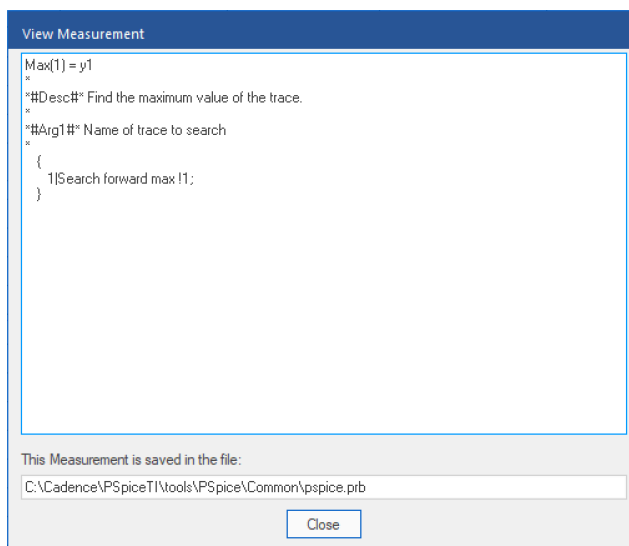 View Measurement
Max(1) = y1
*
*#Desc#* Find the maximum value of the trace.
*
*#Arg1#* Name of trace to search
*
{
1|Search forward max !1;
}
This Measurement is saved in the file:
C:\Cadence\PSpiceTI\tools\PSpice\Common\pspice.prb
Close